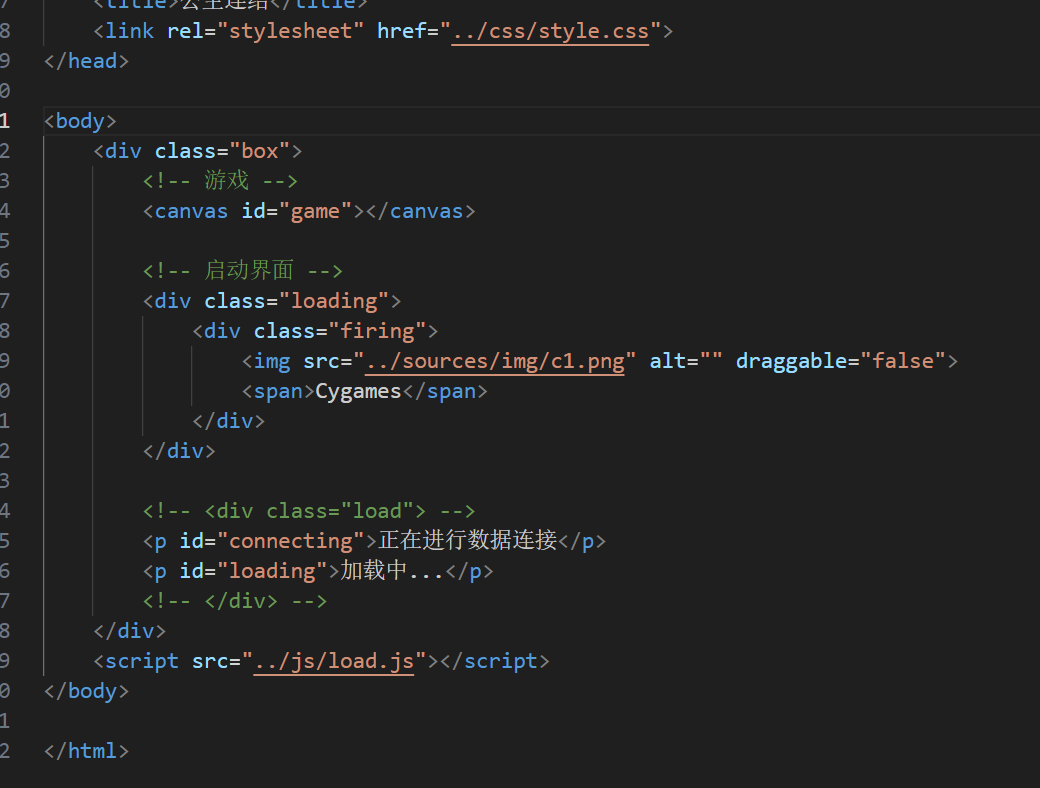 <title>公主连结</title>
8 <link rel="stylesheet" href="../css/style.css">
9 </head>
0
1 <body>
2 <div class="box">
3 <!-- 游戏 -->
4 <canvas id="game"></canvas>
5
6 <!-- 启动界面 -->
7 <div class="loading">
8 <div class="firing">
9 <img src="../sources/img/c1.png" alt="" draggable="false">
0 <span>Cygames</span>
1 </div>
2 </div>
3
4 <!-- <div class="load"> -->
5 <p id="connecting">正在进行数据连接</p>
6 <p id="loading">加载中...</p>
7 <!-- </div> -->
8 </div>
9 <script src="../js/load.js"></script>
0 </body>
1
2 </html>